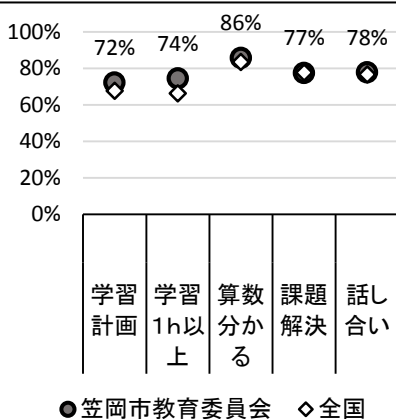 100%
80%
60%
40%
20%
0%
72%
74%
86%
77%
78%
学習
計画
学習
1h以
上
算数
分か
る
課題
解決
話し
合い
●笠岡市教育委員会 ◇全国